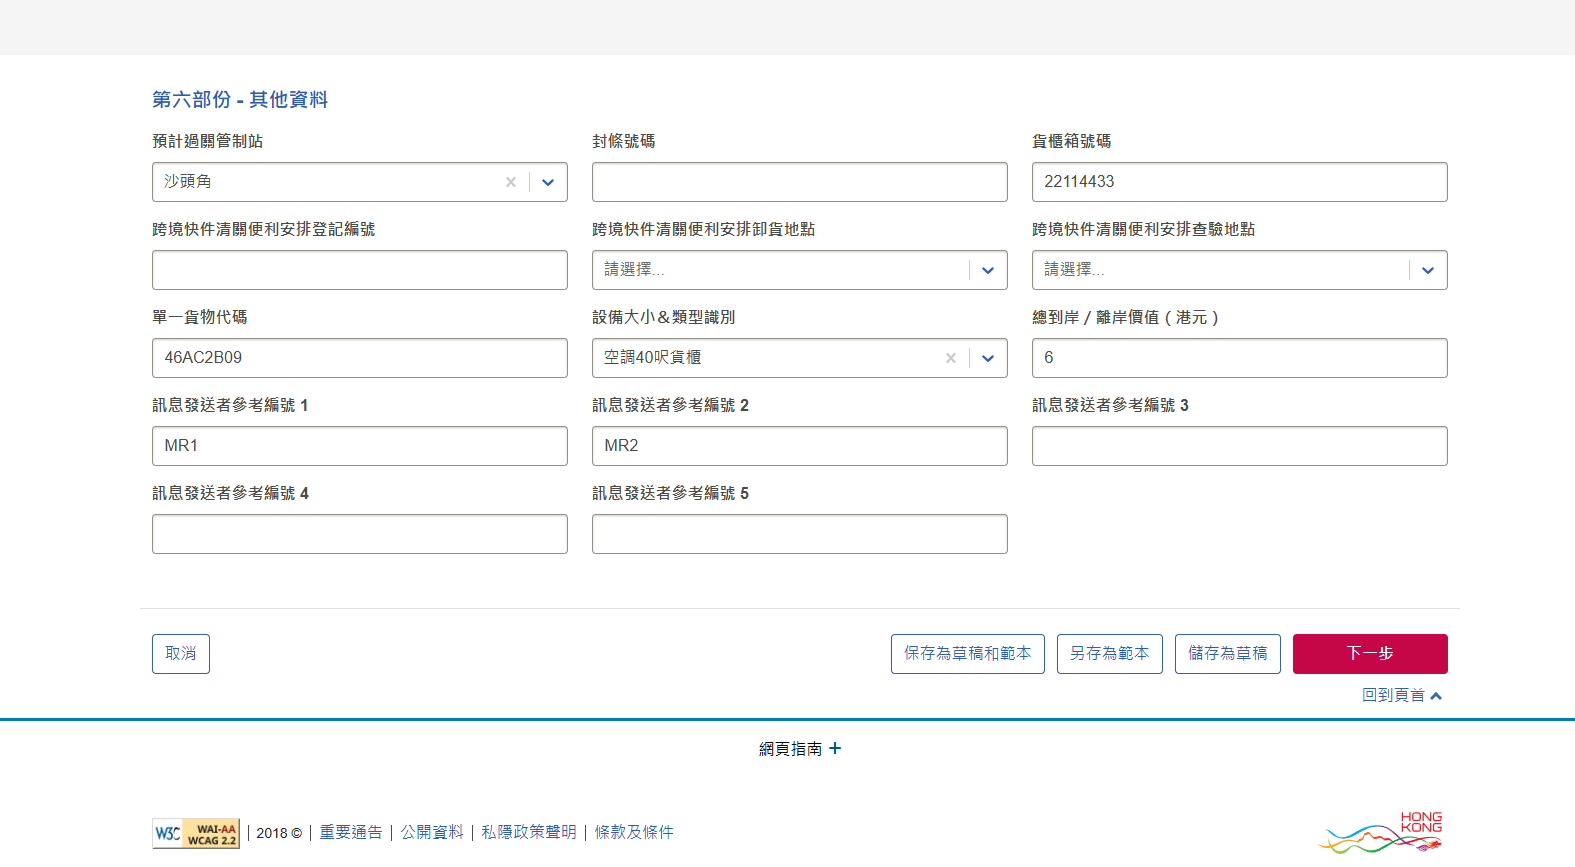 第六部份 - 其他資料
預計過關管制站 封條號碼 貨櫃箱號碼
沙頭角 22114433
跨境快件清關便利安排登記編號 跨境快件清關便利安排卸貨地點 跨境快件清關便利安排查驗地點
請選擇... 請選擇...
單一貨物代碼 設備大小＆類型識別 總到岸 / 離岸價值 ( 港元 )
46AC2B09 空調40呎貨櫃 6
訊息發送者參考編號 1 訊息發送者參考編號 2 訊息發送者參考編號 3
MR1 MR2
訊息發送者參考編號 4 訊息發送者參考編號 5
取消 保存為草稿和範本 另存為範本 儲存為草稿 下一步
回到頁首
網頁指南 +
W3C WAI-AA WCAG 2.2 | 2018 © | 重要通告 | 公開資料 | 私隱政策聲明 | 條款及條件
HONG KONG